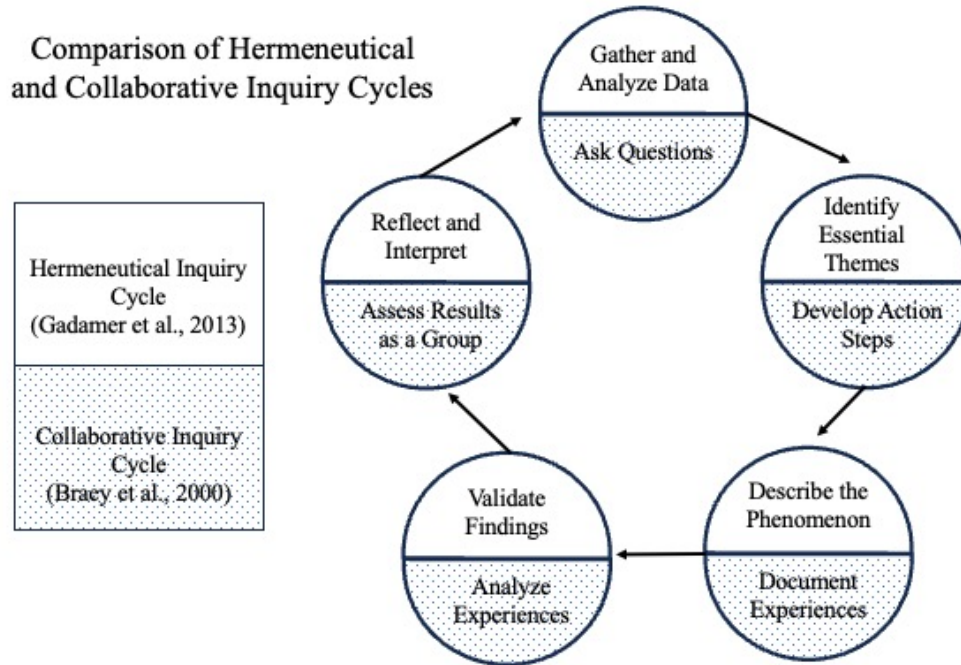 Comparison of Hermeneutical
and Collaborative Inquiry Cycles
Hermeneutical Inquiry
Cycle
(Gadamer et al., 2013)
Collaborative Inquiry
Cycle
(Braey et al., 2000)
Gather and
Analyze Data
Ask Questions
Identify
Essential
Themes
Develop Action
Steps
Describe the
Phenomenon
Document
Experiences
Validate
Findings
Analyze
Experiences
Reflect and
Interpret
Assess Results
as a Group